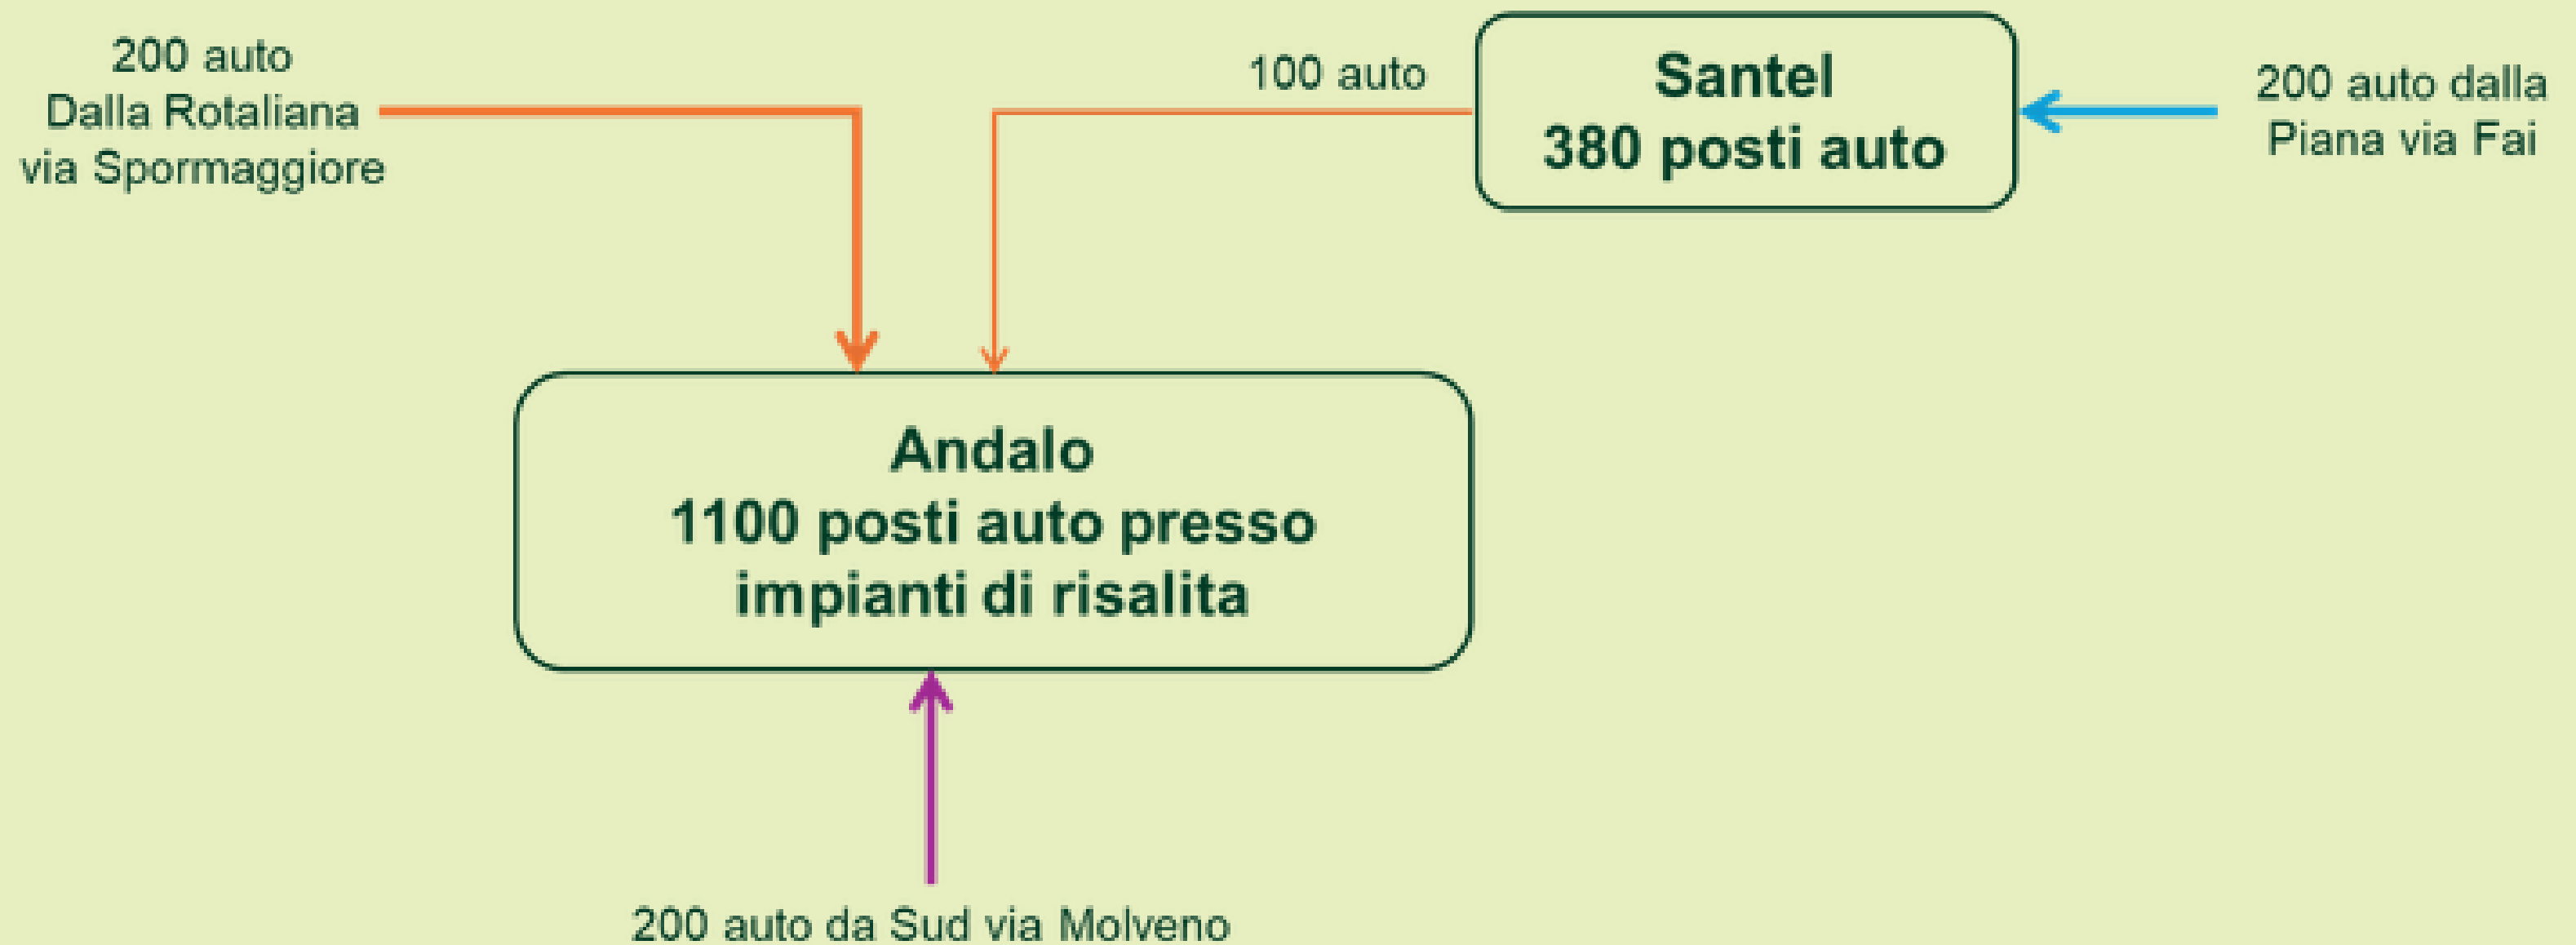 200 auto
Dalla Rotaliana
via Spormaggiore
100 auto
Santel
380 posti auto
200 auto dalla
Piana via Fai
Andalo
1100 posti auto presso
impianti di risalita
200 auto da Sud via Molveno